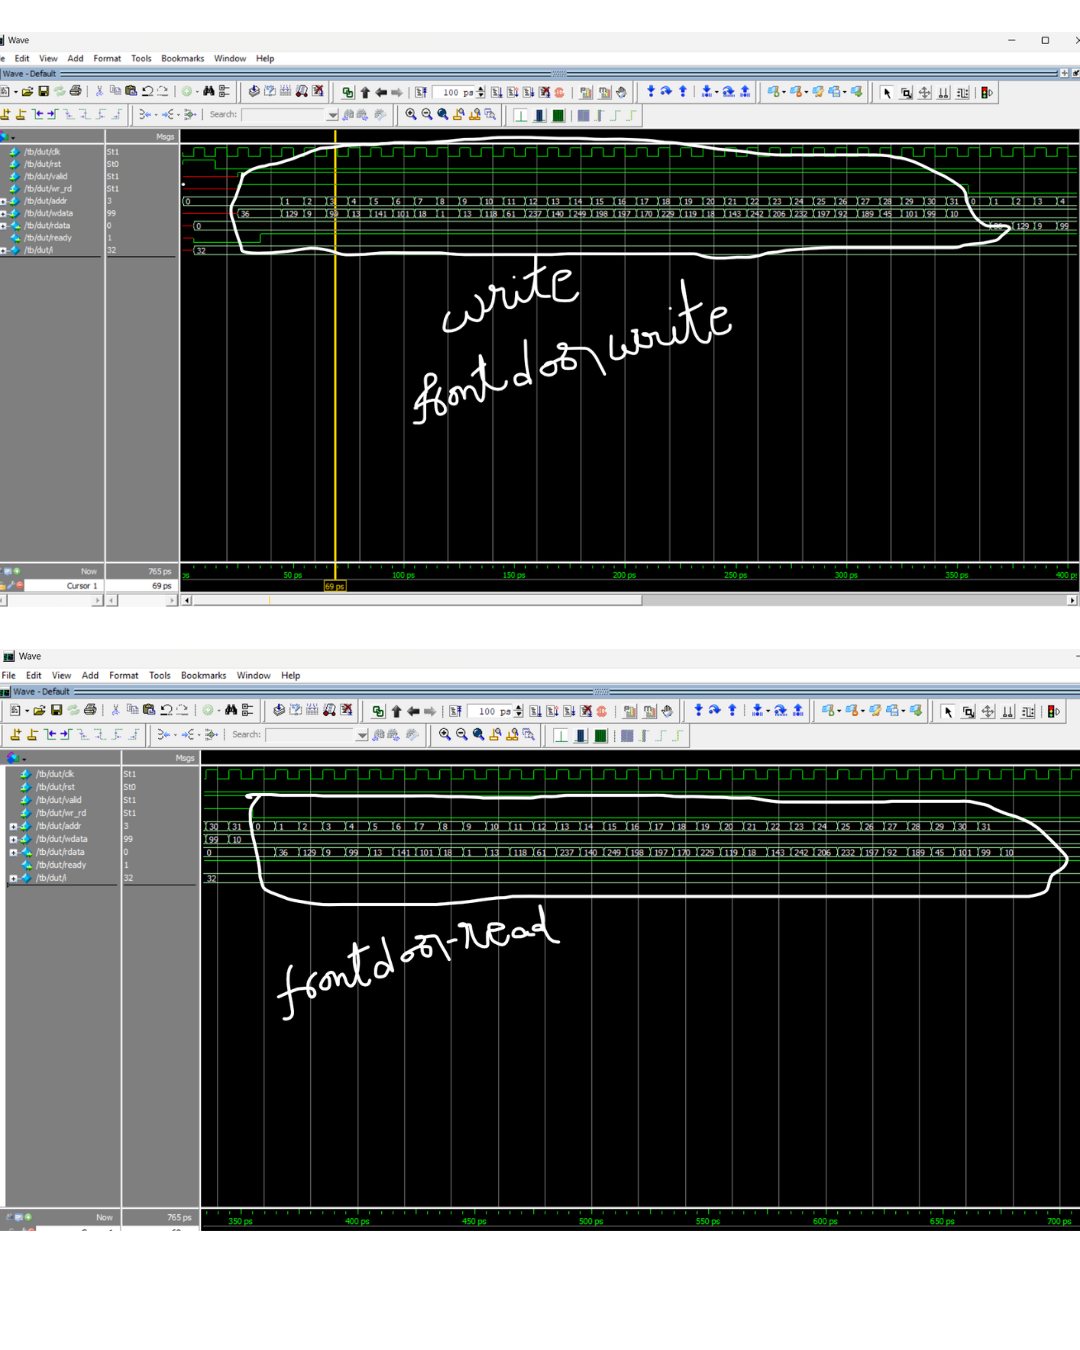 Wave
Edit View Add Format Tools Bookmarks Window Help
Wave - Default
100 ps
Search:
Msgs
/tb/dut/clk St1
/tb/dut/rst St0
/tb/dut/valid St1
/tb/dut/wr_rd St1
/tb/dut/addr 3 0 1 2 3 4 5 6 7 8 9 10 11 12 13 14 15 16 17 18 19 20 21 22 23 24 25 26 27 28 29 30 31 0 1 2 3 4
/tb/dut/wdata 99 36 129 9 99 13 141 101 18 1 13 118 61 237 140 249 198 197 170 229 119 18 143 242 206 232 197 92 189 45 101 99 10
/tb/dut/rdata 0 0 36 129 9 99
/tb/dut/ready 1
/tb/dut/i 32 32
write
frontdoor write
Now 765 ps 50 ps 100 ps 150 ps 200 ps 250 ps 300 ps 350 ps 400 ps
Cursor 1 69 ps 69 ps
Wave
File Edit View Add Format Tools Bookmarks Window Help
Wave - Default
100 ps
Search:
Msgs
/tb/dut/clk St1
/tb/dut/rst St0
/tb/dut/valid St1
/tb/dut/wr_rd St1
/tb/dut/addr 3 30 31 0 1 2 3 4 5 6 7 8 9 10 11 12 13 14 15 16 17 18 19 20 21 22 23 24 25 26 27 28 29 30 31
/tb/dut/wdata 99 99 10
/tb/dut/rdata 0 0 36 129 9 99 13 141 101 18 1 13 118 61 237 140 249 198 197 170 229 119 18 143 242 206 232 197 92 189 45 101 99 10
/tb/dut/ready 1
/tb/dut/i 32 32
frontdoor-read
Now 765 ps 350 ps 400 ps 450 ps 500 ps 550 ps 600 ps 650 ps 700 ps